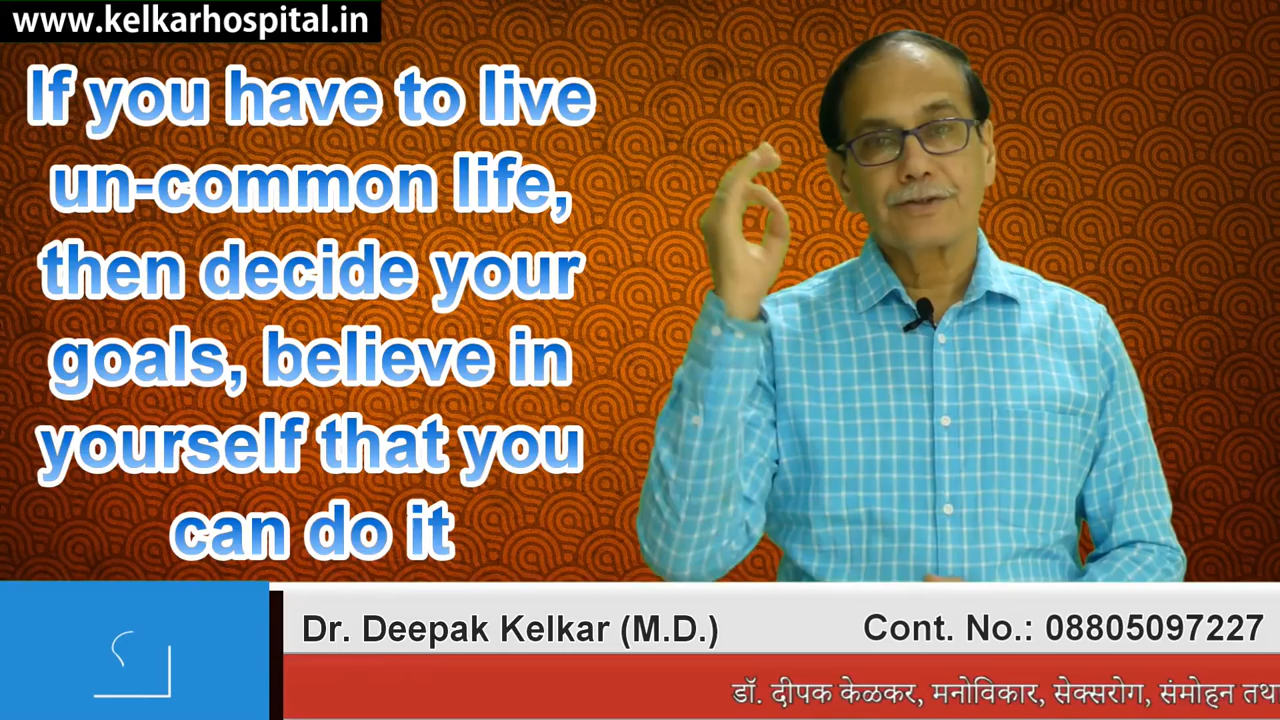 www.kelkarhospital.in
If you have to live
un-common life,
then decide your
goals, believe in
yourself that you
can do it
Dr. Deepak Kelkar (M.D.)
Cont. No.: 08805097227
डॉ. दीपक केळकर, मनोविकार, सेक्सरोग, संमोहन तथा